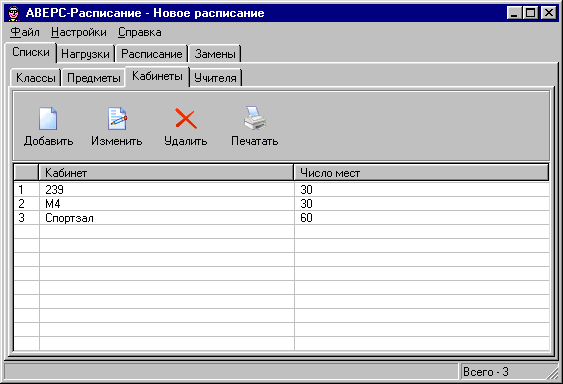 АВЕРС-Расписание - Новое расписание
Файл Настройки Справка
Списки Нагрузки Расписание Замены
Классы Предметы Кабинеты Учителя
Добавить Изменить Удалить Печатать
Кабинет Число мест
1 239 30
2 М4 30
3 Спортзал 60
Всего - 3